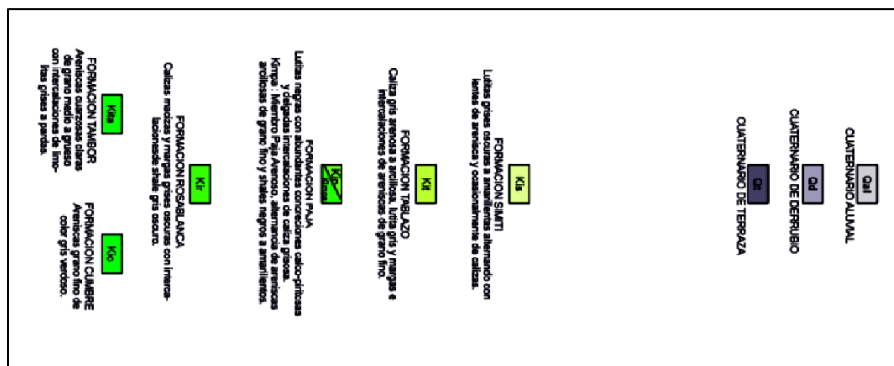 Qal
CUATERNARIO ALUVIAL
Qd
CUATERNARIO DE DERRUBIO
Qt
CUATERNARIO DE TERRAZA
Kis
FORMACION SIMITI
Lutitas grises oscuras a amarillentas alternando con
lentes de arenisca y ocasionalmente de calizas.
Kit
FORMACION TABLAZO
Caliza gris arenosa a arcillosa, lutita gris y margas e
intercalaciones de areniscas de grano fino.
Kip
Kimpa
FORMACION PAJA
Lutitas negras con abundantes concreciones calco-piritosas
y delgadas intercalaciones de caliza grisosa.
Kimpa : Miembro Paja Arenoso, alternancia de areniscas
arcillosas de grano fino y shales negros a amarillentos.
Kir
FORMACION ROSABLANCA
Calizas macizas y margas grises oscuras con interca-
lacionesde shale gris oscuro.
Kita
FORMACION TAMBOR
Areniscas cuarzosas claras
de grano medio a grueso
con intercalaciones de limo-
litas grises a pardas.
Kic
FORMACION CUMBRE
Areniscas grano fino de
color gris verdoso.